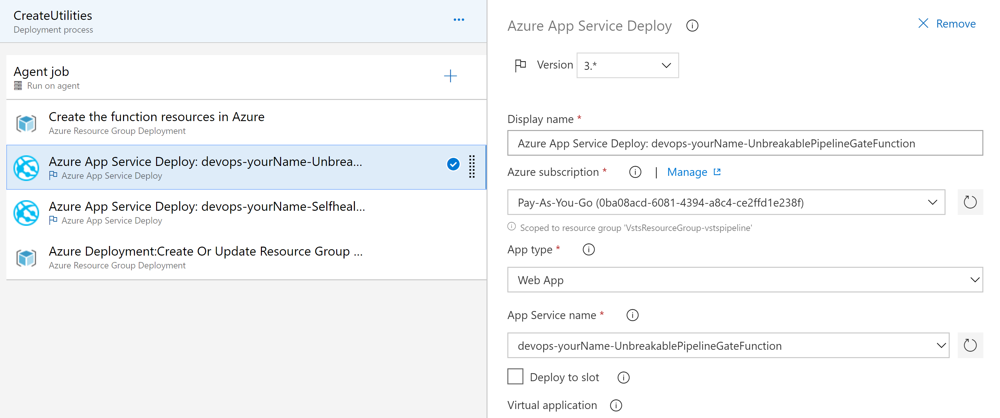 CreateUtilities
Deployment process
Agent job
Run on agent
Create the function resources in Azure
Azure Resource Group Deployment
Azure App Service Deploy: devops-yourName-Unbrea...
Azure App Service Deploy
Azure App Service Deploy: devops-yourName-Selfheal...
Azure App Service Deploy
Azure Deployment:Create Or Update Resource Group ...
Azure Resource Group Deployment
Azure App Service Deploy
Remove
Version 3.*
Display name *
Azure App Service Deploy: devops-yourName-UnbreakablePipelineGateFunction
Azure subscription * | Manage
Pay-As-You-Go (0ba08acd-6081-4394-a8c4-ce2ffd1e238f)
Scoped to resource group 'VstsResourceGroup-vstspipeline'
App type *
Web App
App Service name *
devops-yourName-UnbreakablePipelineGateFunction
Deploy to slot
Virtual application